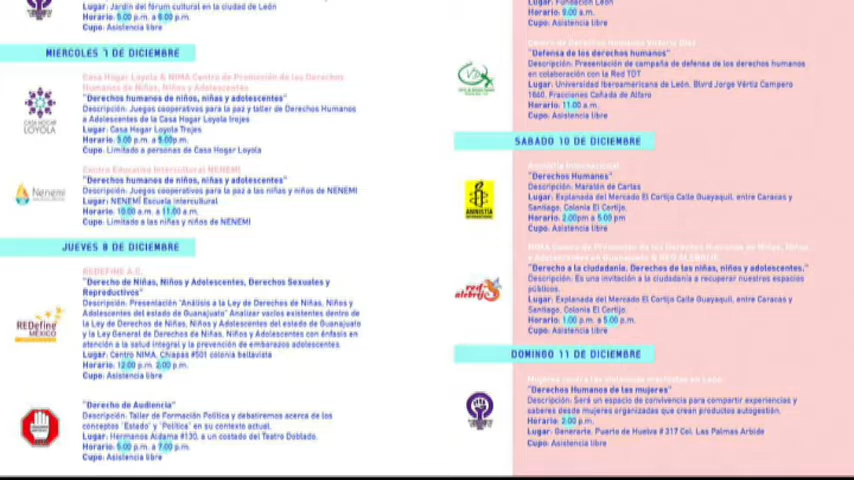 Lugar: Jardín del fórum cultural en la ciudad de León
Horario: 5:00 p.m. a 8:00 p.m.
Cupo: Asistencia libre
MIERCOLES 7 DE DICIEMBRE
Casa Hogar Loyola & NIMA Centro de Promoción de los Derechos
Humanos de Niñas, Niños y Adolescentes
"Derechos humanos de niños, niñas y adolescentes"
Descripción: Juegos cooperativos para la paz y taller de Derechos Humanos
a Adolescentes de la Casa Hogar Loyola trojes
Lugar: Casa Hogar Loyola Trojes
Horario: 3:00 p.m. a 5:00p.m.
Cupo: Limitado a personas de Casa Hogar Loyola
CASA HOGAR
LOYOLA
Centro Educativo Intercultural NENEMI
"Derechos humanos de niños, niñas y adolescentes"
Descripción: Juegos cooperativos para la paz a las niñas y niños de NENEMI
Lugar: NENEMI Escuela intercultural
Horario: 10:00 a.m. a 11:00 a.m.
Cupo: Limitado a las niñas y niños de NENEMI
Nenemi
JUEVES 8 DE DICIEMBRE
REDEFINE A.C.
"Derecho de Niñas, Niños y Adolescentes, Derechos Sexuales y
Reproductivos"
Descripción: Presentación "Análisis a la Ley de Derechos de Niñas, Niños y
Adolescentes del estado de Guanajuato" Analizar vacíos existentes dentro de
la Ley de Derechos de Niñas, Niños y Adolescentes del estado de Guanajuato
y la Ley General de Derechos de Niñas, Niños y Adolescentes con énfasis en
atención a la salud integral y la prevención de embarazos adolescentes
Lugar: Centro NIMA, Chiapas #501 colonia bellavista
Horario: 12:00 p.m. 2:00 p.m.
Cupo: Asistencia libre
REDefine
MÉXICO
"Derecho de Audiencia"
Descripción: Taller de Formación Política y debatiremos acerca de los
conceptos "Estado" y "Política" en su contexto actual.
Lugar: Hermanos Aldama #130, a un costado del Teatro Doblado.
Horario: 5:00 p.m. a 7:00 p.m.
Cupo: Asistencia libre
Lugar: Fundación León
Horario: 9:00 a.m.
Cupo: Asistencia libre
Centro de Derechos Humanos Victoria Diez
"Defensa de los derechos humanos"
Descripción: Presentación de campaña de defensa de los derechos humanos
en colaboración con la Red TDT
Lugar: Universidad Iberoamericana de León. Blvrd Jorge Vértiz Campero
1640, Fracciones Cañada de Alfaro
Horario: 11:00 a.m.
Cupo: Asistencia libre
SABADO 10 DE DICIEMBRE
Amnistía Internacional
"Derechos Humanos"
Descripción: Maratón de Cartas
Lugar: Explanada del Mercado El Cortijo Calle Guayaquil, entre Caracas y
Santiago, Colonia El Cortijo.
Horario: 2:00pm a 5:00 pm
Cupo: Asistencia libre
AMNISTÍA
INTERNACIONAL
NIMA Centro de Promoción de los Derechos Humanos de Niñas, Niños
y Adolescentes en Guanajuato & RED ALEBRIJE
"Derecho a la ciudadanía. Derechos de las niñas, niños y adolescentes."
Descripción: Es una invitación a la ciudadanía a recuperar nuestros espacios
públicos.
Lugar: Explanada del Mercado El Cortijo Calle Guayaquil, entre Caracas y
Santiago, Colonia El Cortijo.
Horario: 1:00 p.m. a 5:00 p.m.
Cupo: Asistencia libre
red
alebrije
DOMINGO 11 DE DICIEMBRE
"Derechos Humanos de las mujeres"
Descripción: Será un espacio de convivencia para compartir experiencias y
saberes desde mujeres organizadas que crean productos autogestión.
Horario: 2:00 p.m.
Lugar: Generarte. Puerto de Huelva # 317 Col. Las Palmas Arbide
Cupo: Asistencia libre